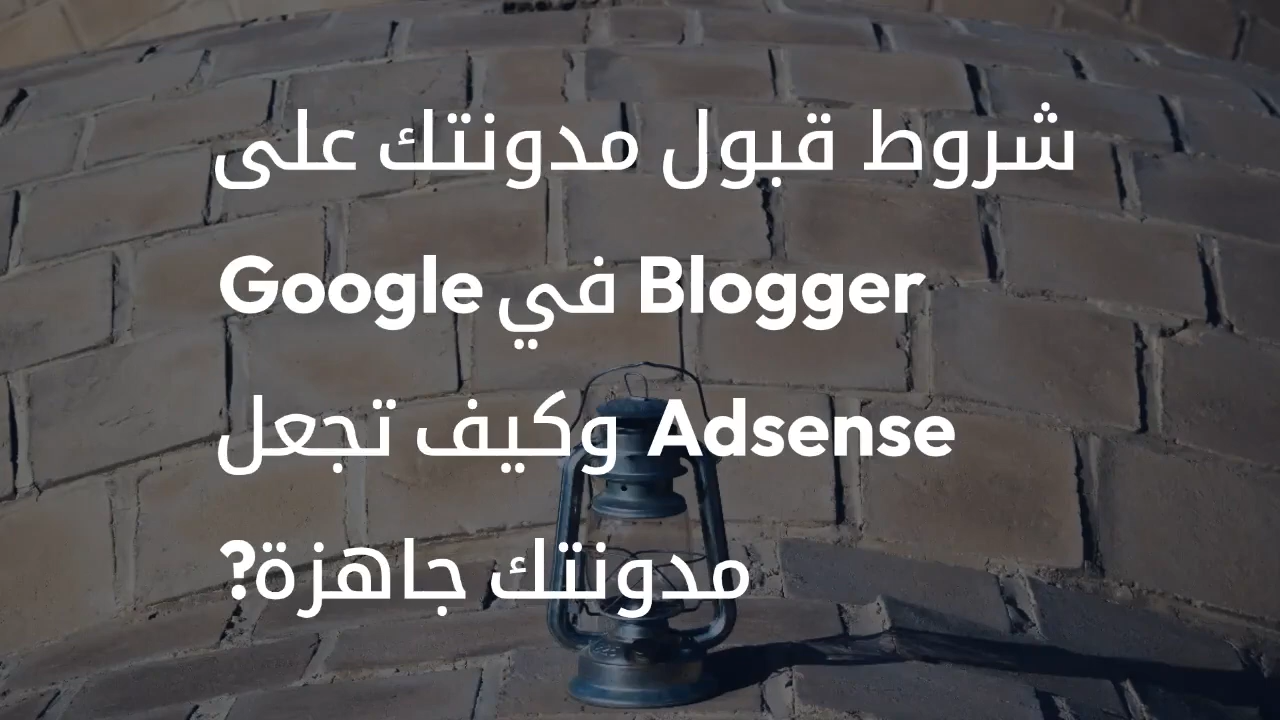 شروط قبول مدونتك على
Blogger في Google
Adsense وكيف تجعل
مدونتك جاهزة?